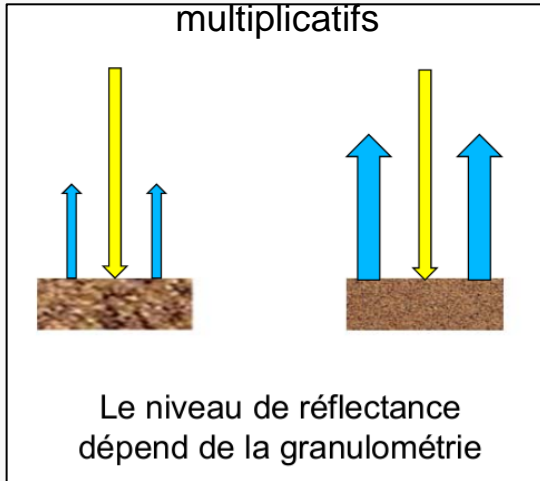 multiplicatifs
Le niveau de réflectance
dépend de la granulométrie